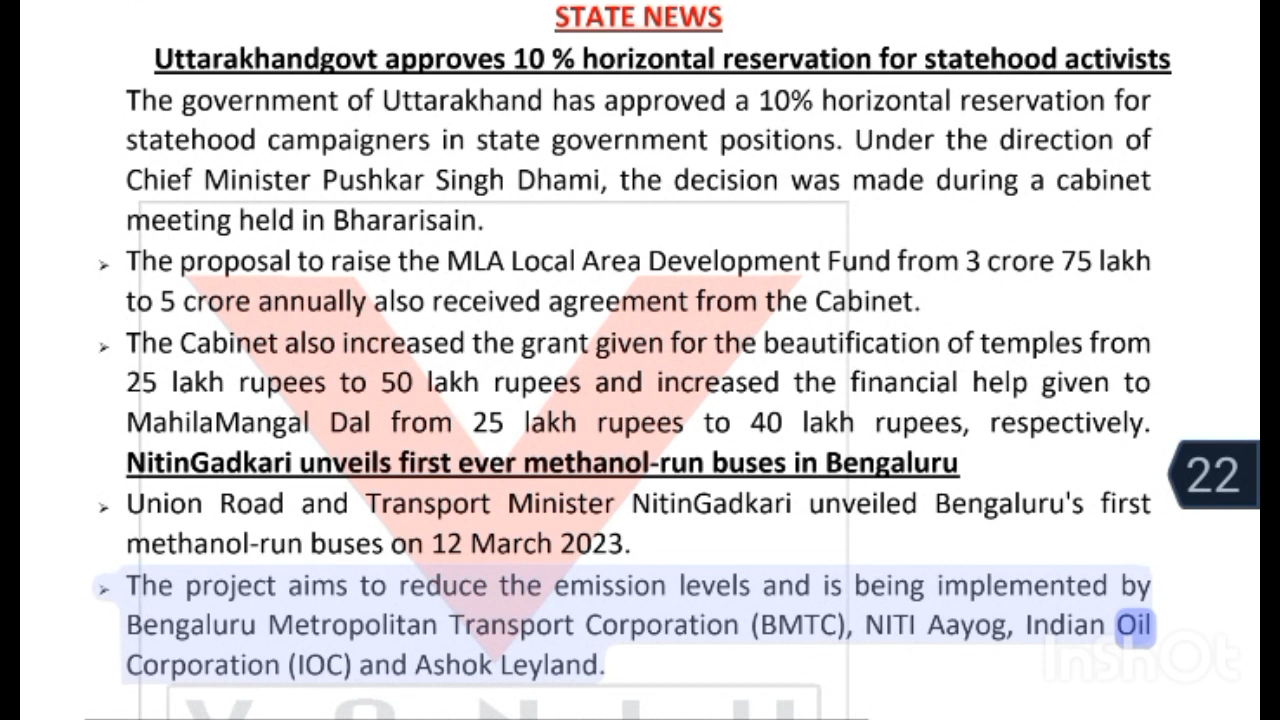 STATE NEWS
Uttarakhandgovt approves 10 % horizontal reservation for statehood activists
The government of Uttarakhand has approved a 10% horizontal reservation for
statehood campaigners in state government positions. Under the direction of
Chief Minister Pushkar Singh Dhami, the decision was made during a cabinet
meeting held in Bhararisain.
➢ The proposal to raise the MLA Local Area Development Fund from 3 crore 75 lakh
to 5 crore annually also received agreement from the Cabinet.
➢ The Cabinet also increased the grant given for the beautification of temples from
25 lakh rupees to 50 lakh rupees and increased the financial help given to
MahilaMangal Dal from 25 lakh rupees to 40 lakh rupees, respectively.
NitinGadkari unveils first ever methanol-run buses in Bengaluru
22
➢ Union Road and Transport Minister NitinGadkari unveiled Bengaluru's first
methanol-run buses on 12 March 2023.
➢ The project aims to reduce the emission levels and is being implemented by
Bengaluru Metropolitan Transport Corporation (BMTC), NITI Aayog, Indian Oil
Corporation (IOC) and Ashok Leyland.
InshOt